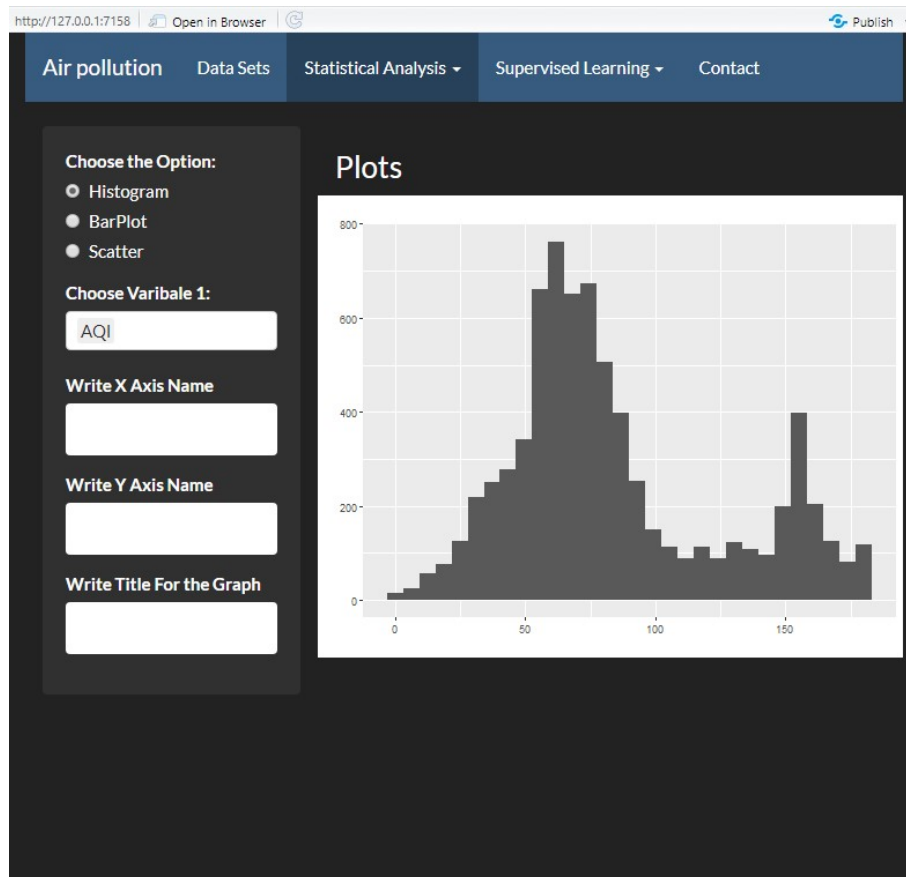 http://127.0.0.1:7158 Open in Browser Publish
Air pollution Data Sets Statistical Analysis Supervised Learning Contact
Choose the Option:
Histogram
BarPlot
Scatter
Choose Varibale 1:
AQI
Write X Axis Name
Write Y Axis Name
Write Title For the Graph
Plots
800
600
400
200
0
0 50 100 150